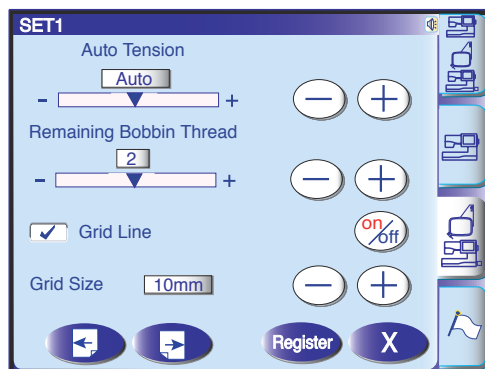 SET1
Auto Tension
Auto
- +
Remaining Bobbin Thread
2
- +
Grid Line
on/off
Grid Size 10mm
Register X